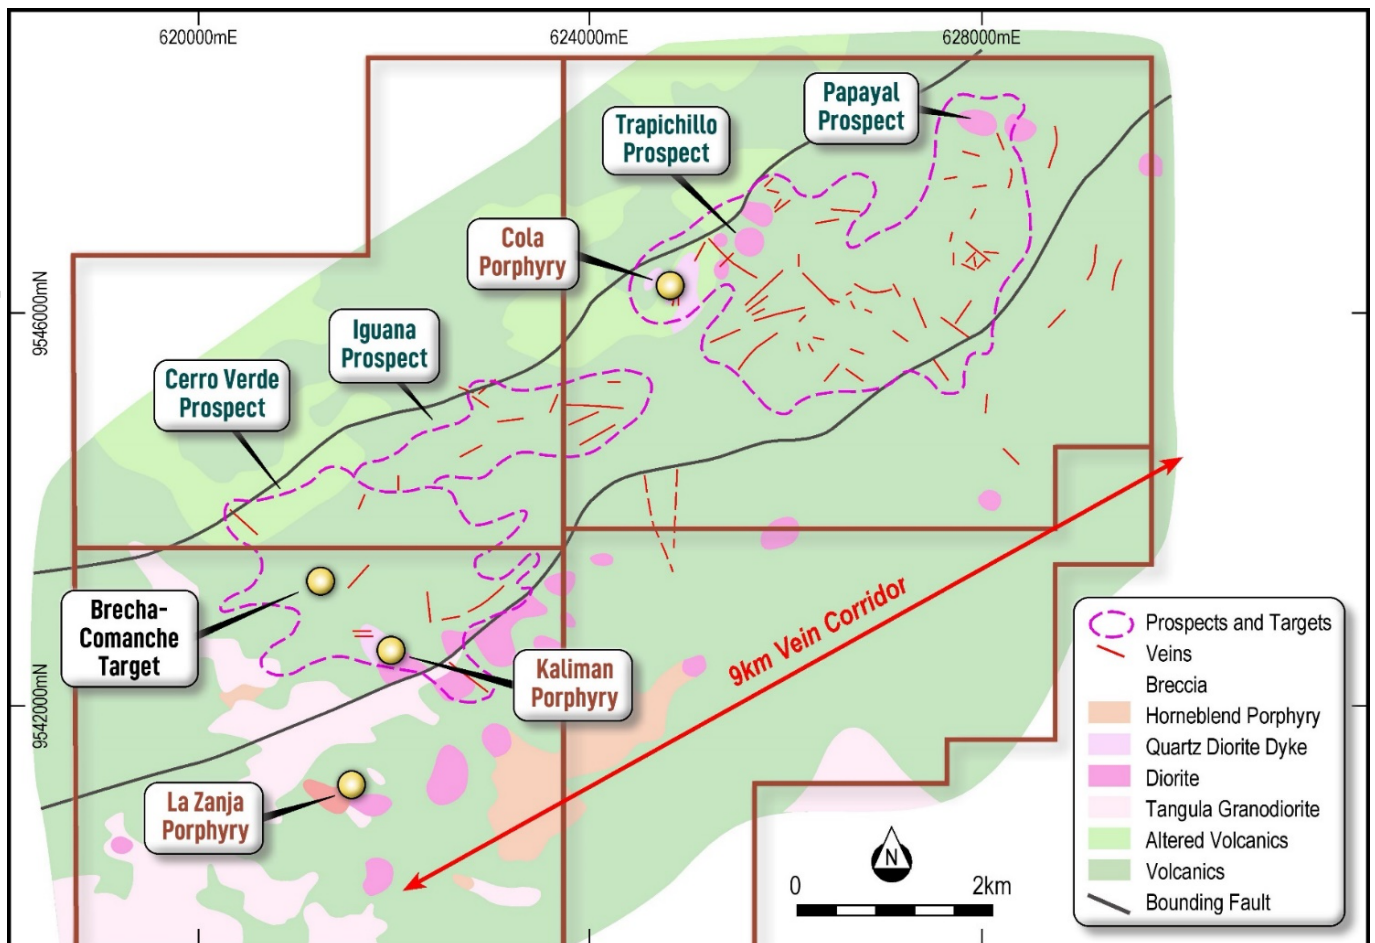 620000mE
624000mE
628000mE
Papayal
Prospect
Trapichillo
Prospect
Cola
Porphyry
9546000mN
Iguana
Prospect
Cerro Verde
Prospect
Brecha-
Comanche
Target
Kaliman
Porphyry
9542000mN
La Zanja
Porphyry
9km Vein Corridor
N
0 2km
Prospects and Targets
Veins
Breccia
Horneblend Porphyry
Quartz Diorite Dyke
Diorite
Tangula Granodiorite
Altered Volcanics
Volcanics
Bounding Fault